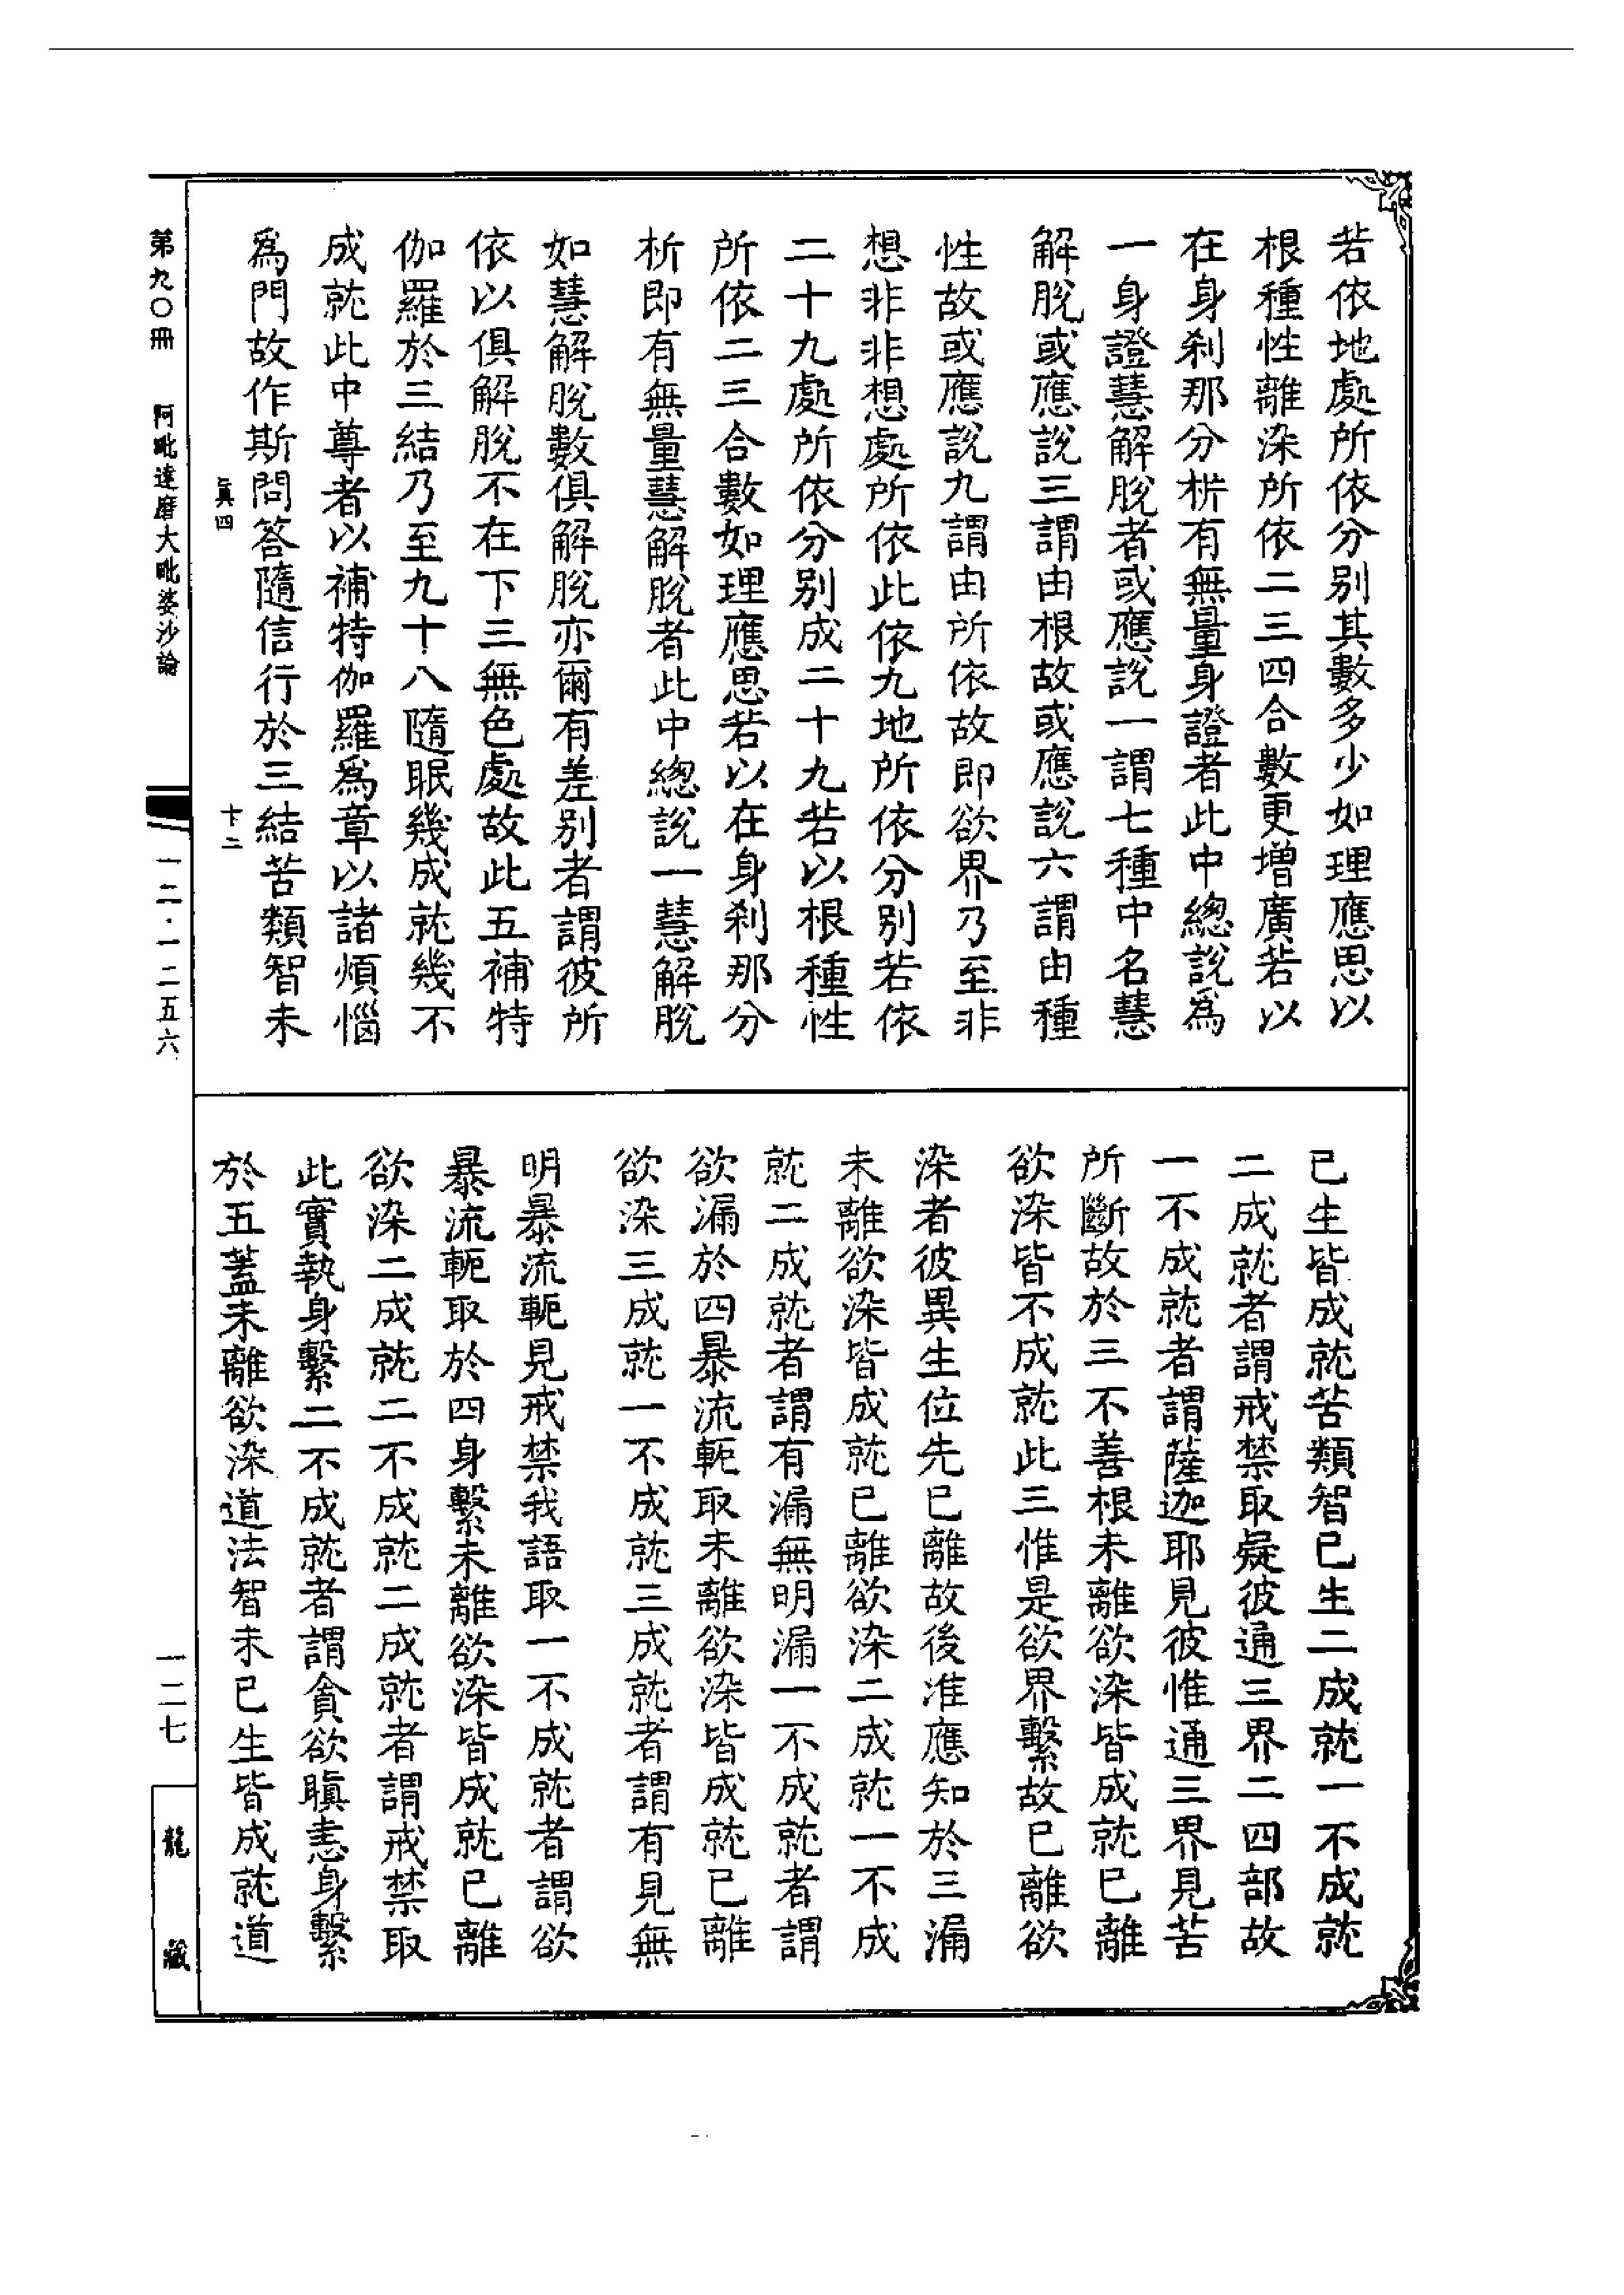 若依地處所依分別其數多少如理應思以
根種性離染所依二三四合數更增廣若以
在身剎那分析有無量身證者此中總說爲
一身證慧解脫者或應說一謂七種中名慧
解脫或應說三謂由根故或應說六謂由種
性故或應說九謂由所依故即欲界乃至非
想非非想處所依此依九地所依分別若依
二十九處所依分別成二十九若以根種性
所依二三合數如理應思若以在身剎那分
析即有無量慧解脫者此中總說一慧解脫
如慧解脫數俱解脫亦爾有差別者謂彼所
依以俱解脫不在下三無色處故此五補特
伽羅於三結乃至九十八隨眠幾成就幾不
成就此中尊者以補特伽羅爲章以諸煩惱
爲門故作斯問答隨信行於三結苦類智未
已生皆成就苦類智已生二成就一不成就
二成就者謂戒禁取疑彼通三界二四部故
一不成就者謂薩迦耶見彼惟通三界見苦
所斷故於三不善根未離欲染皆成就已離
欲染皆不成就此三惟是欲界繫故已離欲
染者彼異生位先已離故後准應知於三漏
未離欲染皆成就已離欲染二成就一不成
就二成就者謂有漏無明漏一不成就者謂
欲漏於四暴流軛取未離欲染皆成就已離
欲染三成就一不成就三成就者謂有見無
明暴流軛見戒禁我語取一不成就者謂欲
暴流軛取於四身繫未離欲染皆成就已離
欲染二成就二不成就二成就者謂戒禁取
此實執身繫二不成就者謂貪欲瞋恚身繫
於五蓋未離欲染道法智未已生皆成就道
眞四
十二
第九〇冊
阿毗達磨大毗婆沙論
一二·一二五六
一二七
龍藏